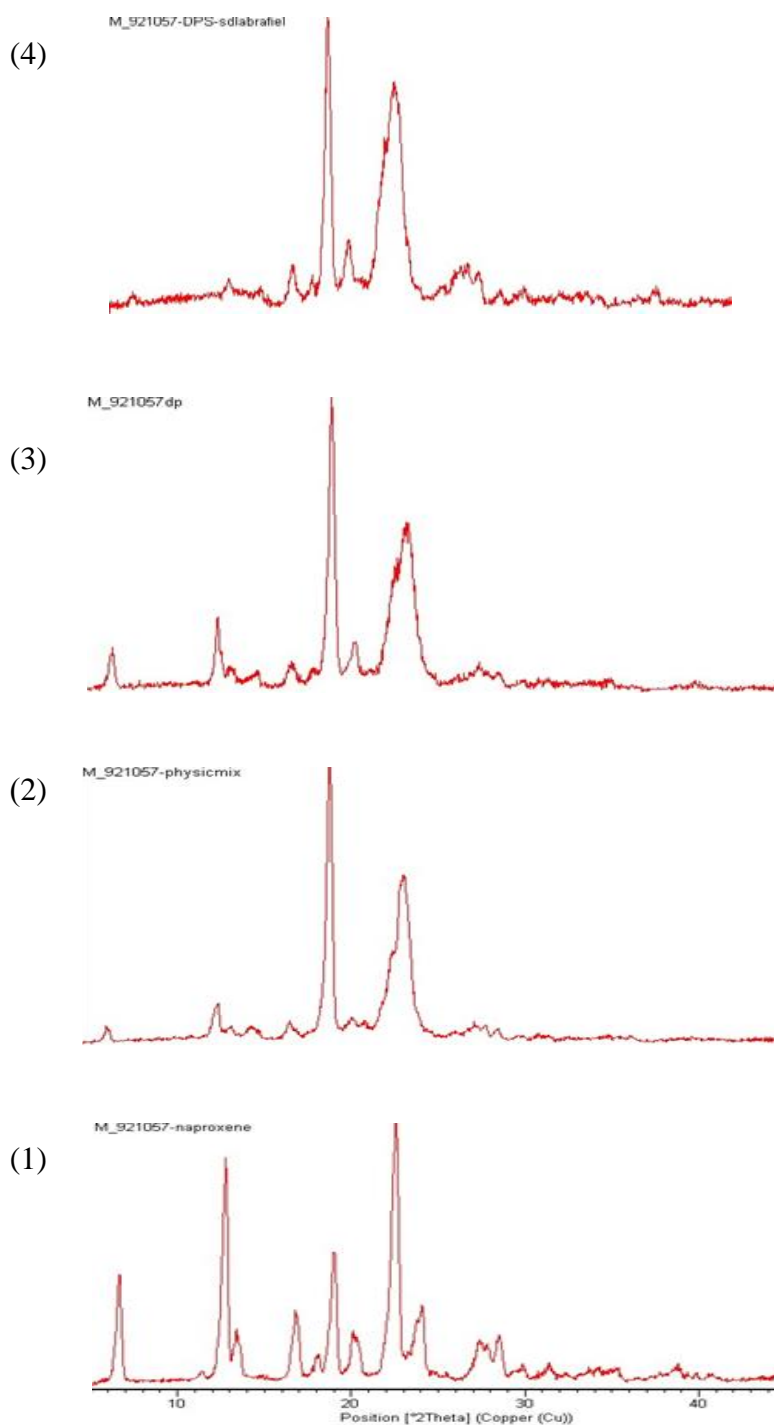 M_921057-DPS-sdlabrafiel
(4)
M_921057dp
(3)
M_921057-physicmix
(2)
M_921057-naproxene
(1)
10 20 30 40
Position [°2Theta] (Copper (Cu))